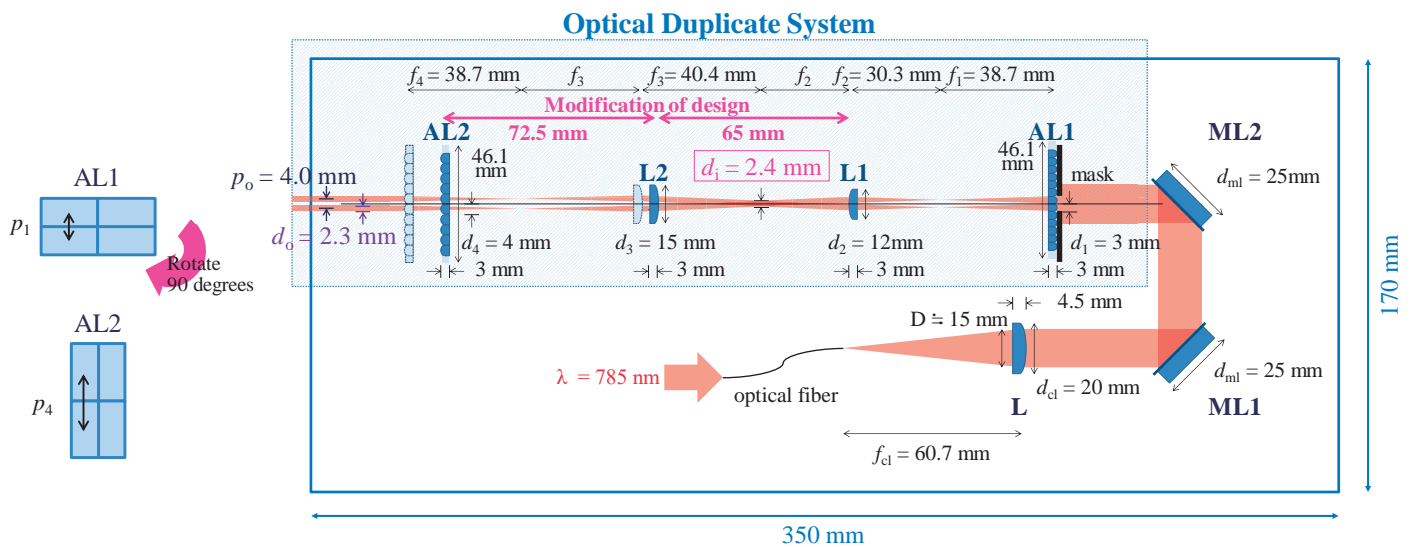 Optical Duplicate System
f4 = 38.7 mm
f3
f3 = 40.4 mm
f2
f2 = 30.3 mm
f1 = 38.7 mm
Modification of design
72.5 mm
65 mm
AL2
AL1
ML2
46.1
mm
46.1
mm
mask
dml = 25mm
L2
di = 2.4 mm
L1
po = 4.0 mm
do = 2.3 mm
d4 = 4 mm
d3 = 15 mm
d2 = 12mm
d1 = 3 mm
3 mm
3 mm
3 mm
3 mm
AL1
p1
Rotate
90 degrees
AL2
p4
4.5 mm
D ≒ 15 mm
λ = 785 nm
optical fiber
dcl = 20 mm
dml = 25 mm
L
ML1
fcl = 60.7 mm
170 mm
350 mm